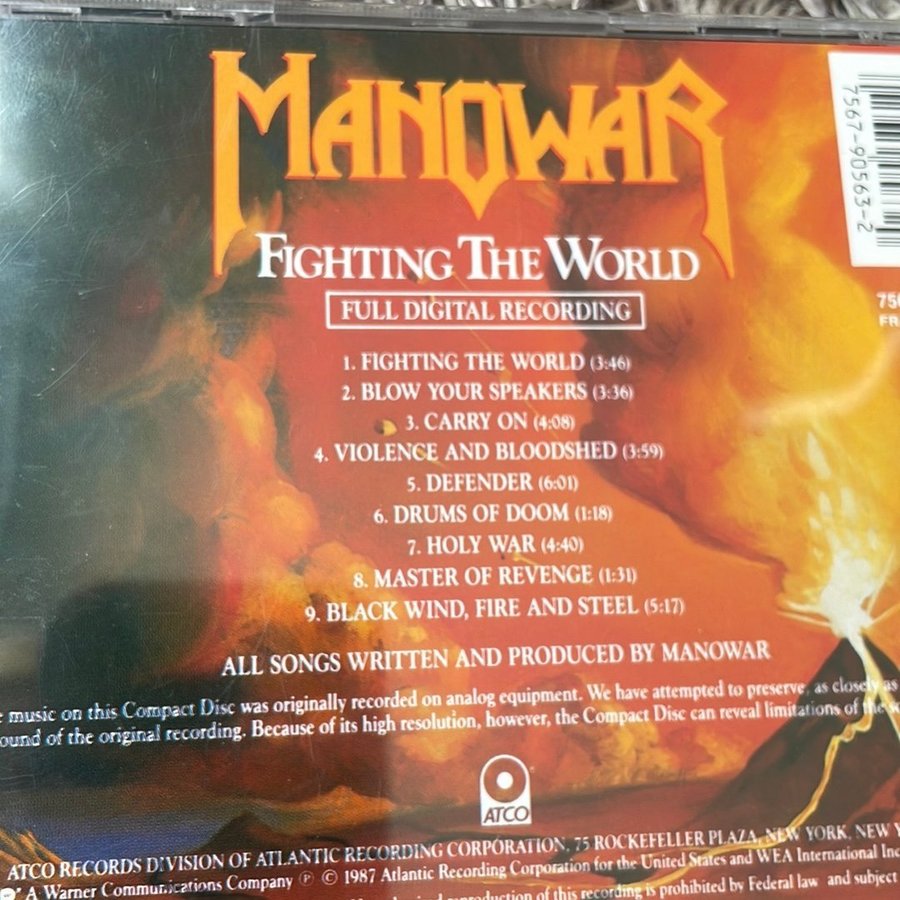 MANOWAR
FIGHTING THE WORLD
FULL DIGITAL RECORDING
7567-90563-2
1. FIGHTING THE WORLD (3:46)
2. BLOW YOUR SPEAKERS (3:36)
3. CARRY ON (4:08)
4. VIOLENCE AND BLOODSHED (3:59)
5. DEFENDER (6:01)
6. DRUMS OF DOOM (1:18)
7. HOLY WAR (4:40)
8. MASTER OF REVENGE (1:31)
9. BLACK WIND, FIRE AND STEEL (5:17)
ALL SONGS WRITTEN AND PRODUCED BY MANOWAR
music on this Compact Disc was originally recorded on analog equipment. We have attempted to preserve, as closely as
ound of the original recording. Because of its high resolution, however, the Compact Disc can reveal limitations of the
ATCO
ATCO RECORDS DIVISION OF ATLANTIC RECORDING CORPORATION, 75 ROCKEFELLER PLAZA, NEW YORK, NEW
A Warner Communications Company ℗ © 1987 Atlantic Recording Corporation for the United States and WEA International Inc
reproduction of this recording is prohibited by Federal law and subject